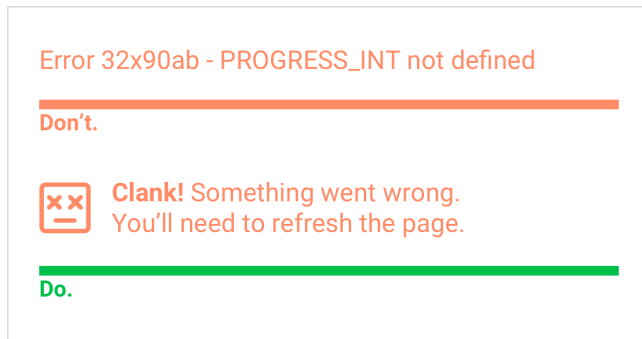 Error 32x90ab - PROGRESS_INT not defined
Don’t.
Clank! Something went wrong.
You’ll need to refresh the page.
Do.